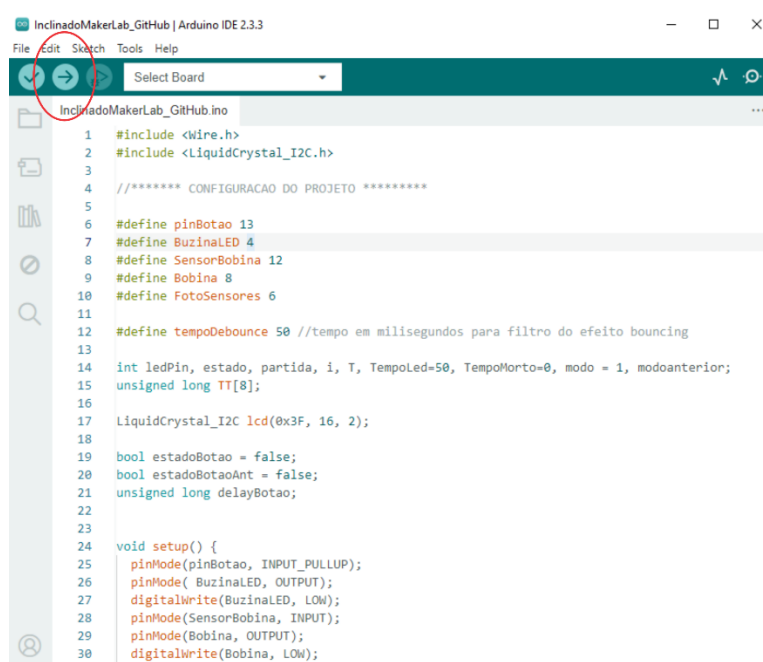 InclinadoMakerLab_GitHub | Arduino IDE 2.3.3
File Edit Sketch Tools Help
Select Board
InclinadoMakerLab_GitHub.ino
1 #include <Wire.h>
2 #include <LiquidCrystal_I2C.h>
3
4 //******* CONFIGURACAO DO PROJETO *********
5
6 #define pinBotao 13
7 #define BuzinaLED 4
8 #define SensorBobina 12
9 #define Bobina 8
10 #define FotoSensores 6
11
12 #define tempoDebounce 50 //tempo em milisegundos para filtro do efeito bouncing
13
14 int ledPin, estado, partida, i, T, TempoLed=50, TempoMorto=0, modo = 1, modoanterior;
15 unsigned long TT[8];
16
17 LiquidCrystal_I2C lcd(0x3F, 16, 2);
18
19 bool estadoBotao = false;
20 bool estadoBotaoAnt = false;
21 unsigned long delayBotao;
22
23
24 void setup() {
25 pinMode(pinBotao, INPUT_PULLUP);
26 pinMode( BuzinaLED, OUTPUT);
27 digitalWrite(BuzinaLED, LOW);
28 pinMode(SensorBobina, INPUT);
29 pinMode(Bobina, OUTPUT);
30 digitalWrite(Bobina, LOW);